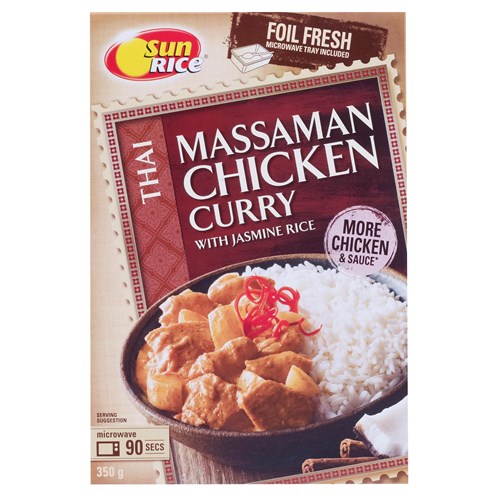 Sun
RICE®
FOIL FRESH
MICROWAVE TRAY INCLUDED
THAI
MASSAMAN
CHICKEN
CURRY
WITH JASMINE RICE
MORE
CHICKEN
& SAUCE*
SERVING
SUGGESTION
microwave
90 SECS
350 g